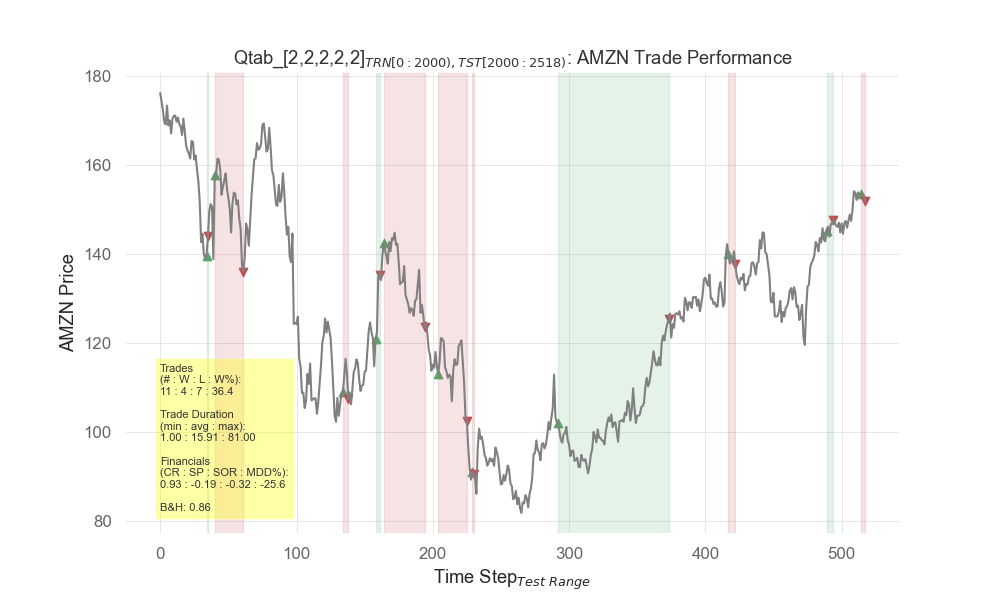 Qtab_[2,2,2,2,2]TRN[0 : 2000), TST[2000 : 2518): AMZN Trade Performance
180
160
140
120
100
80
AMZN Price
Trades
(# : W : L : W%):
11 : 4 : 7 : 36.4
Trade Duration
(min : avg : max):
1.00 : 15.91 : 81.00
Financials
(CR : SP : SOR : MDD%):
0.93 : -0.19 : -0.32 : -25.6
B&H: 0.86
0
100
200
300
400
500
Time StepTest Range